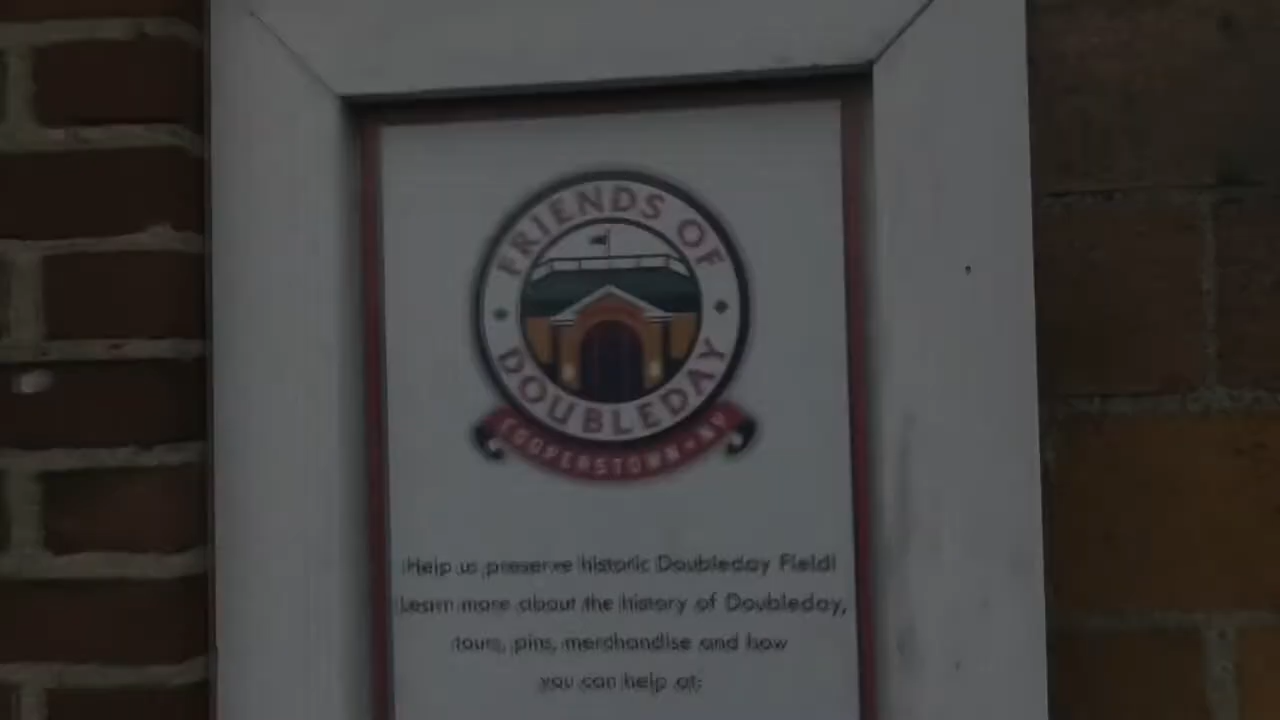 FRIENDS OF
DOUBLEDAY
COOPERSTOWN - NY
Help us preserve historic Doubleday Field!
Learn more about the history of Doubleday,
tours, pins, merchandise and how
you can help at: